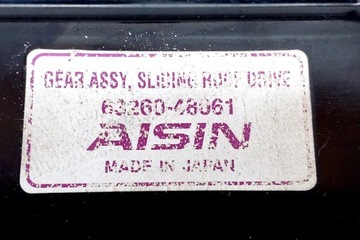 GEAR ASSY, SLIDING ROOF DRIVE
63260-48061
AISIN
MADE IN JAPAN